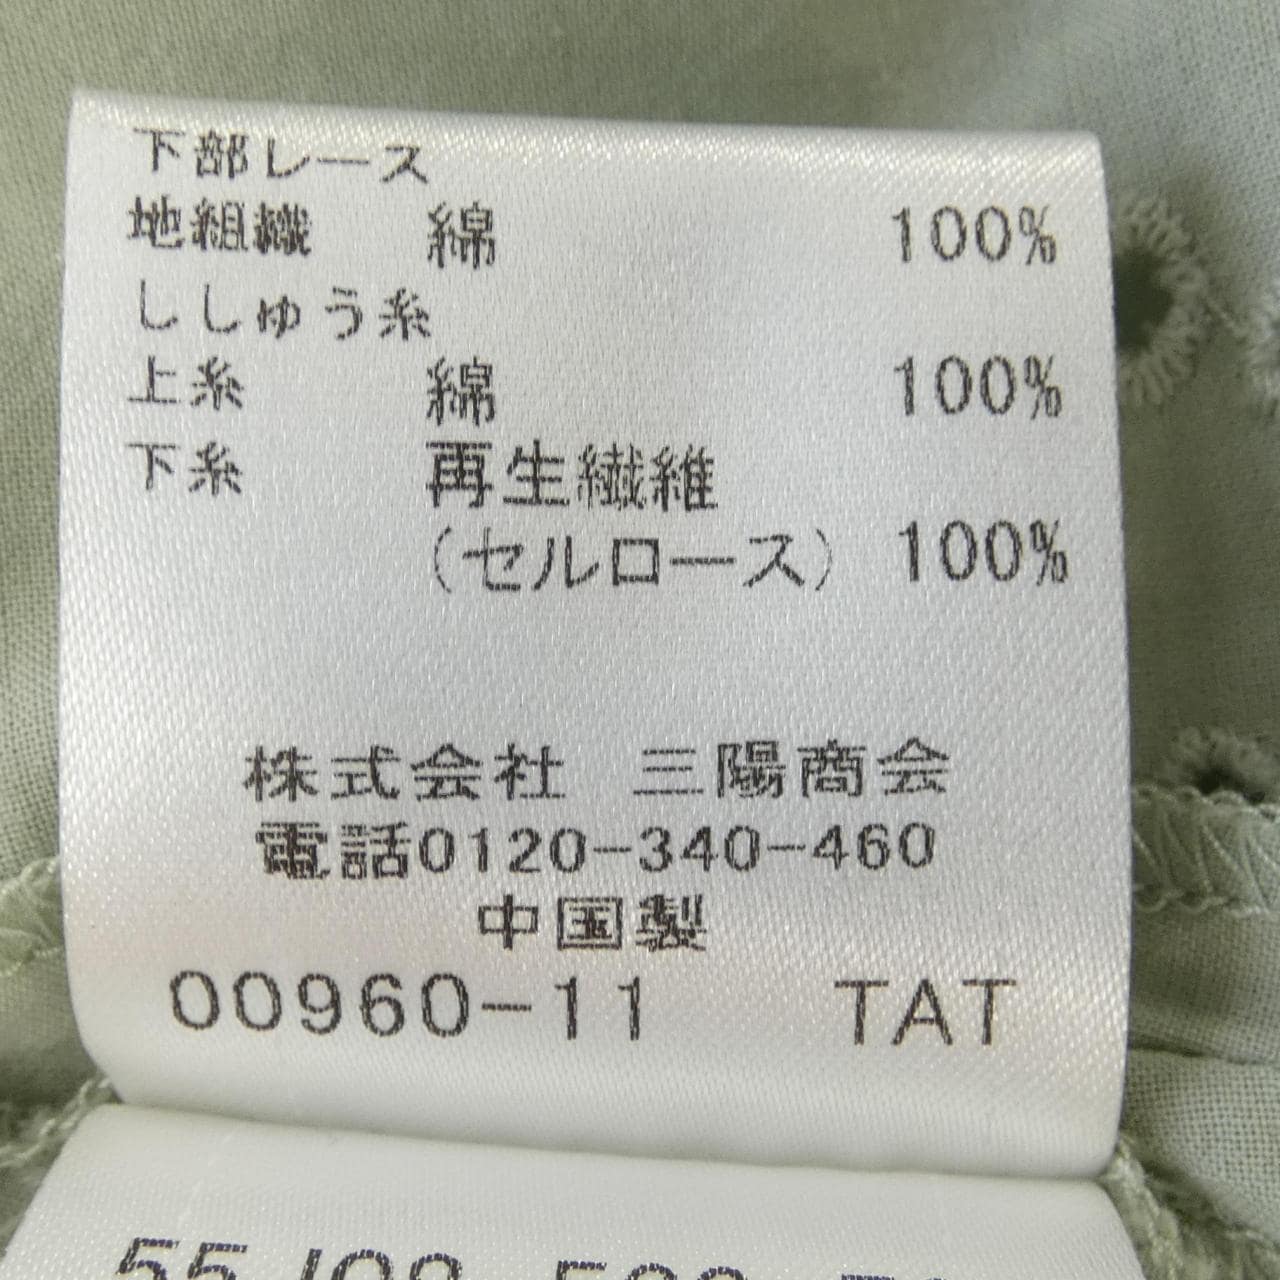 下部レース
地組織 綿 100%
ししゅう糸
上糸 綿 100%
下糸 再生繊維
(セルロース) 100%
株式会社 三陽商会
電話0120-340-460
中国製
00960-11 TAT